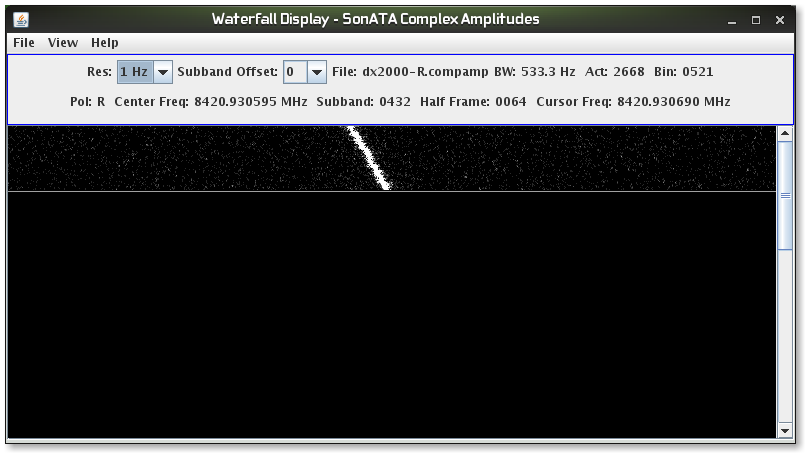 Waterfall Display - SonATA Complex Amplitudes
File View Help
Res: 1 Hz Subband Offset: 0 File: dx2000-R.compamp BW: 533.3 Hz Act: 2668 Bin: 0521
Pol: R Center Freq: 8420.930595 MHz Subband: 0432 Half Frame: 0064 Cursor Freq: 8420.930690 MHz